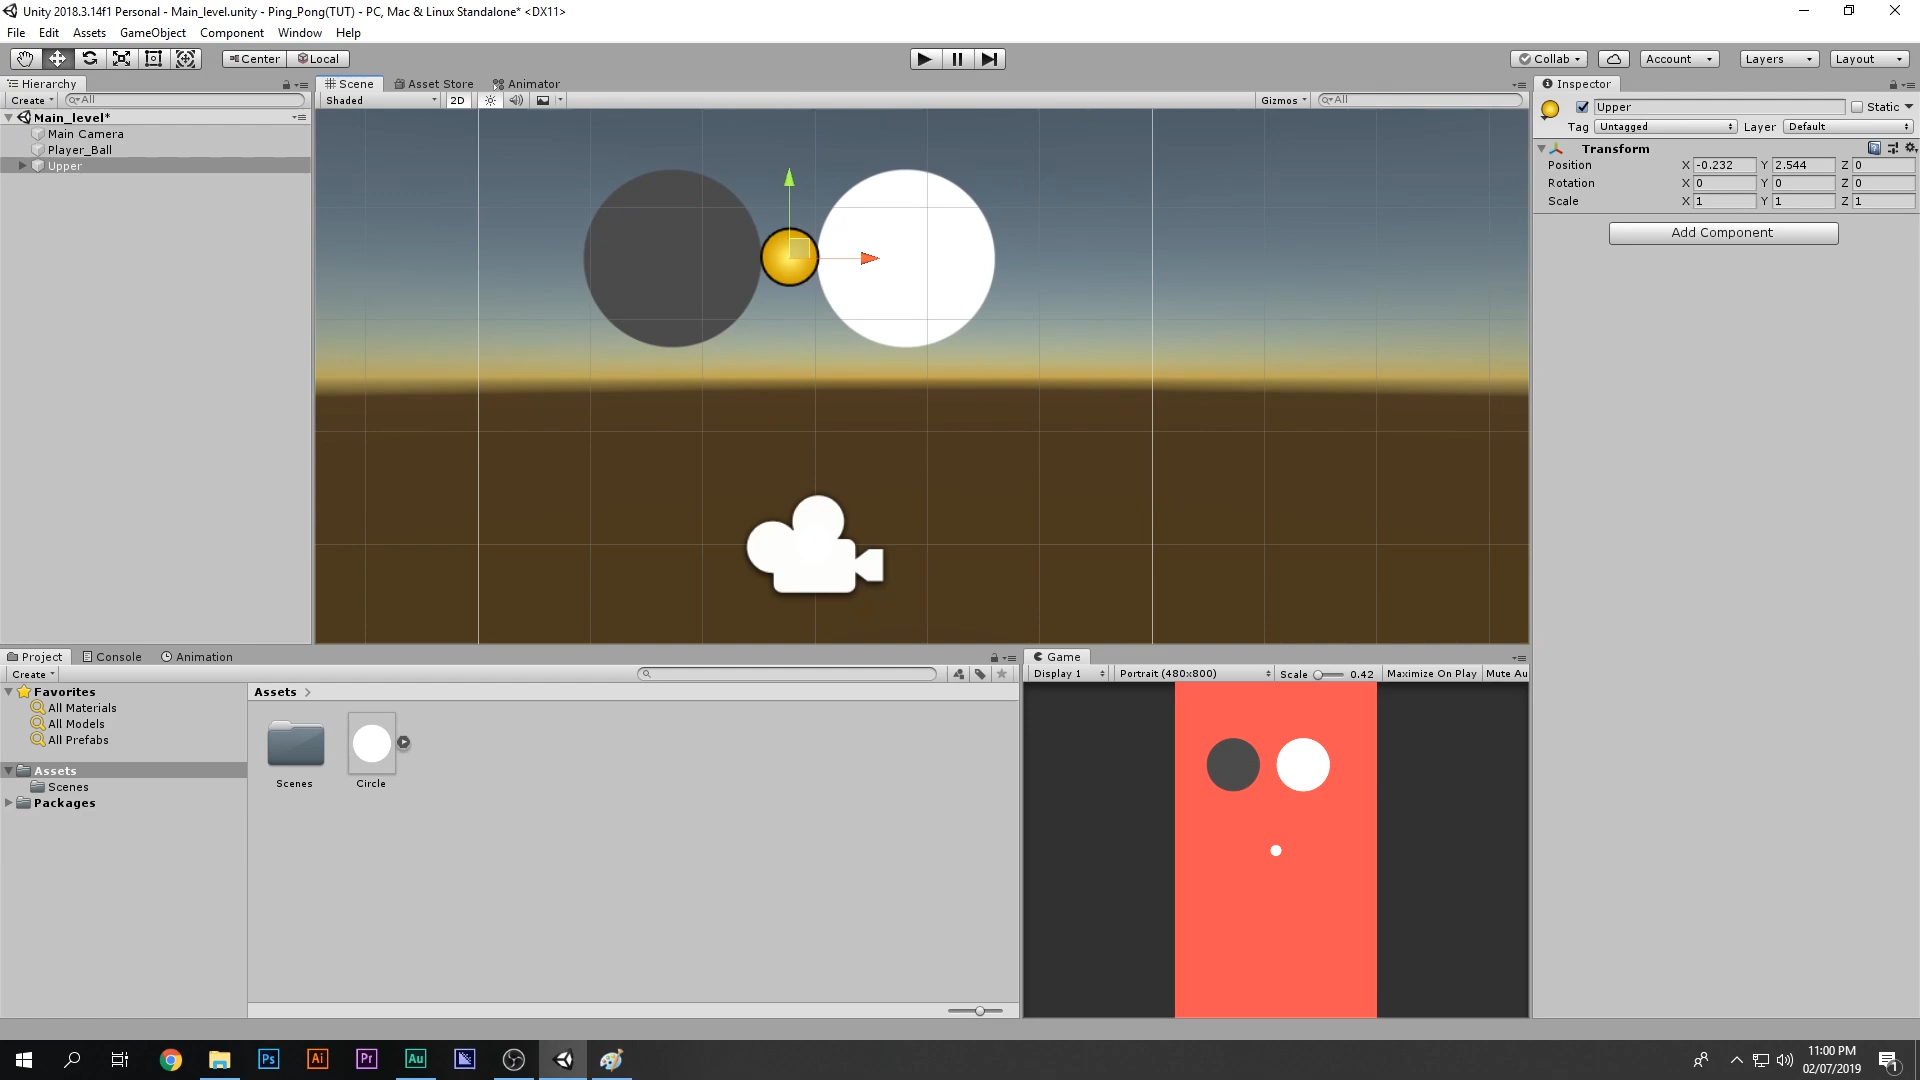 Unity 2018.3.14f1 Personal - Main_level.unity - Ping_Pong(TUT) - PC, Mac & Linux Standalone* <DX11>
File Edit Assets GameObject Component Window Help
Center Local Collab Account Layers Layout
Hierarchy Scene Asset Store Animator Inspector
Create All Shaded 2D Gizmos All
Upper Static
Main_level*
Main Camera
Player_Ball
Upper
Tag Untagged Layer Default
Transform
Position X -0.232 Y 2.544 Z 0
Rotation X 0 Y 0 Z 0
Scale X 1 Y 1 Z 1
Add Component
Project Console Animation Game
Create Display 1 Portrait (480x800) Scale 0.42 Maximize On Play Mute Au
Favorites
All Materials
All Models
All Prefabs
Assets
Scenes
Packages
Assets
Scenes Circle
Ps Ai Pr Au
11:00 PM
02/07/2019
1